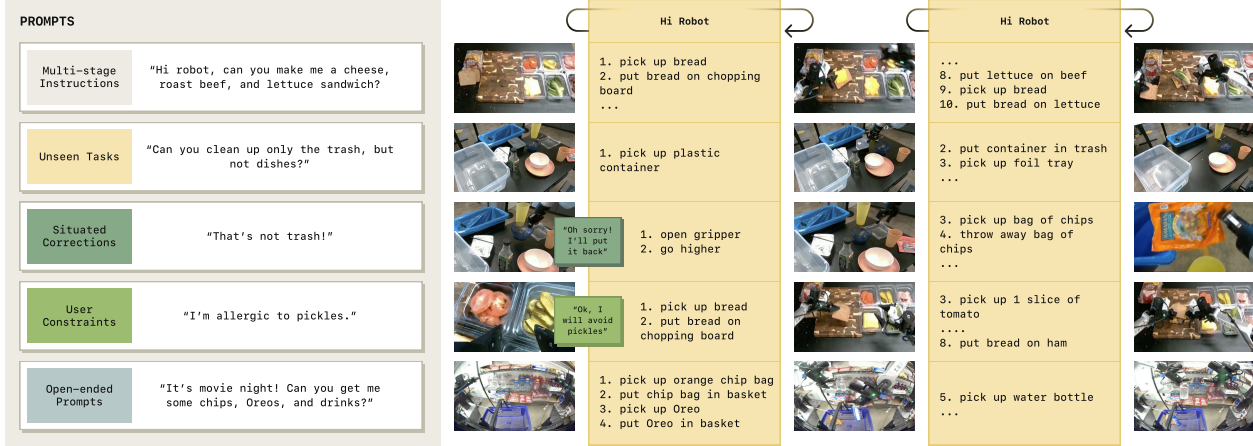 PROMPTS
Hi Robot
Hi Robot
Multi-stage
Instructions
“Hi robot, can you make me a cheese,
roast beef, and lettuce sandwich?
1. pick up bread
2. put bread on chopping
board
...
...
8. put lettuce on beef
9. pick up bread
10. put bread on lettuce
Unseen Tasks
“Can you clean up only the trash, but
not dishes?”
1. pick up plastic
container
2. put container in trash
3. pick up foil tray
...
Situated
Corrections
“That’s not trash!”
“Oh sorry!
I’ll put
it back”
1. open gripper
2. go higher
3. pick up bag of chips
4. throw away bag of
chips
...
User
Constraints
“I’m allergic to pickles.”
“Ok, I
will avoid
pickles”
1. pick up bread
2. put bread on
chopping board
3. pick up 1 slice of
tomato
....
8. put bread on ham
Open-ended
Prompts
“It’s movie night! Can you get me
some chips, Oreos, and drinks?“
1. pick up orange chip bag
2. put chip bag in basket
3. pick up Oreo
4. put Oreo in basket
5. pick up water bottle
...